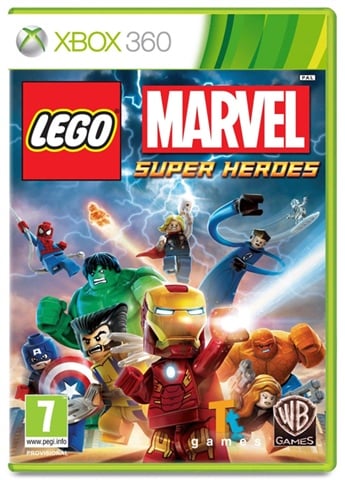 XBOX 360
PAL
LEGO
MARVEL
SUPER HEROES
7
www.pegi.info
PROVISIONAL
Tt
games
WB
GAMES